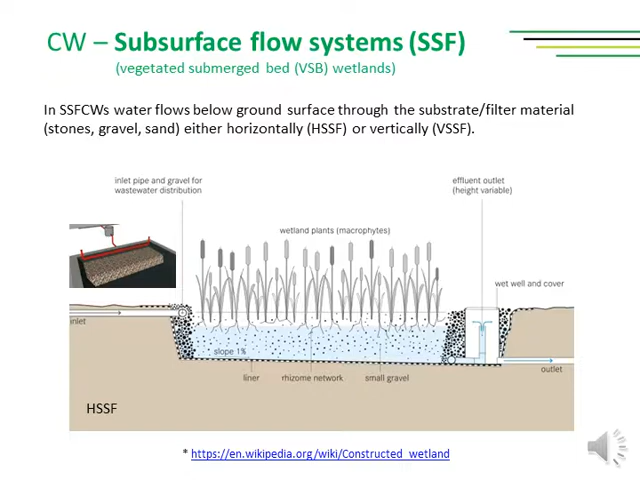 CW – Subsurface flow systems (SSF)
(vegetated submerged bed (VSB) wetlands)
In SSFCWs water flows below ground surface through the substrate/filter material
(stones, gravel, sand) either horizontally (HSSF) or vertically (VSSF).
inlet pipe and gravel for
wastewater distribution
effluent outlet
(height variable)
wetland plants (macrophytes)
wet well and cover
inlet
slope 1%
liner
rhizome network
small gravel
outlet
HSSF
* https://en.wikipedia.org/wiki/Constructed_wetland